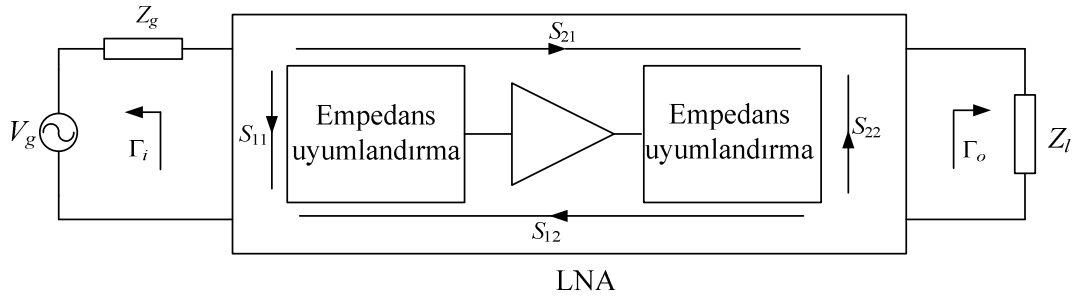 Zg
S21
Vg
Γi
S11
Empedans
uyumlandırma
Empedans
uyumlandırma
S22
Γo
Zl
S12
LNA